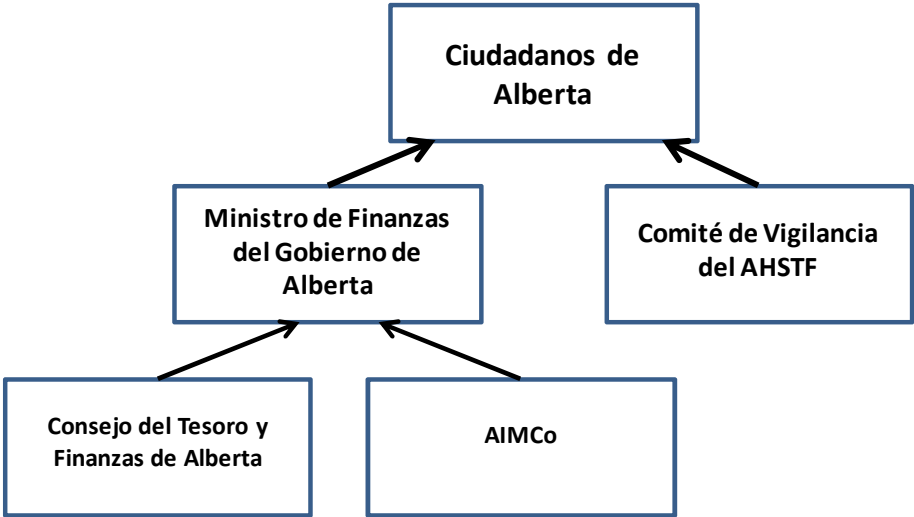 Ciudadanos de
Alberta
Ministro de Finanzas
del Gobierno de
Alberta
Comité de Vigilancia
del AHSTF
Consejo del Tesoro y
Finanzas de Alberta
AIMCo